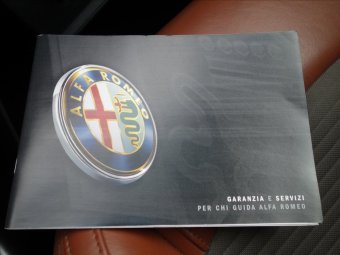 ALFA ROMEO
GARANZIA E SERVIZI
PER CHI GUIDA ALFA ROMEO